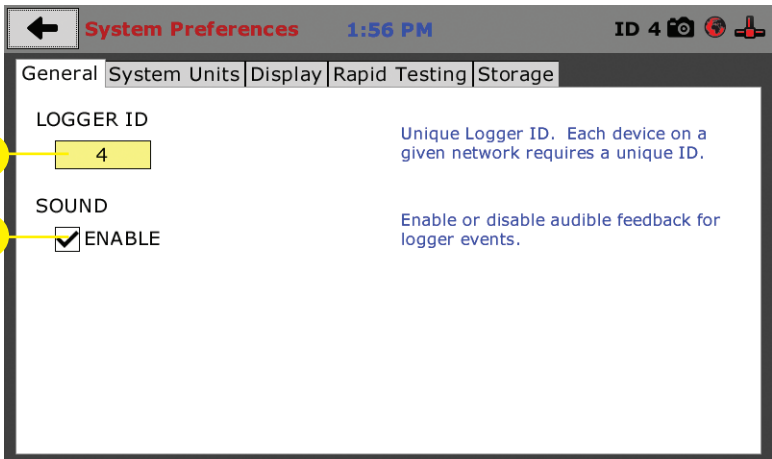 System Preferences 1:56 PM ID 4
General System Units Display Rapid Testing Storage
LOGGER ID
4
Unique Logger ID. Each device on a
given network requires a unique ID.
SOUND
ENABLE
Enable or disable audible feedback for
logger events.